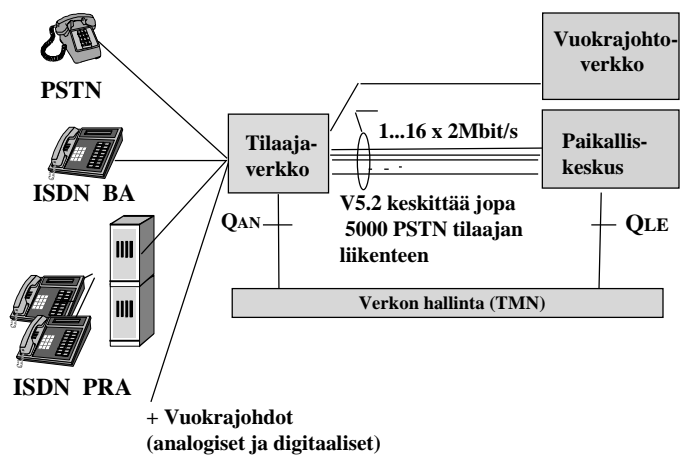 PSTN
ISDN BA
ISDN PRA
+ Vuokrajohdot
(analogiset ja digitaaliset)
Tilaaja-
verkko
1...16 x 2Mbit/s
V5.2 keskittää jopa
5000 PSTN tilaajan
liikenteen
Vuokrajohto-
verkko
Paikallis-
keskus
QAN
QLE
Verkon hallinta (TMN)